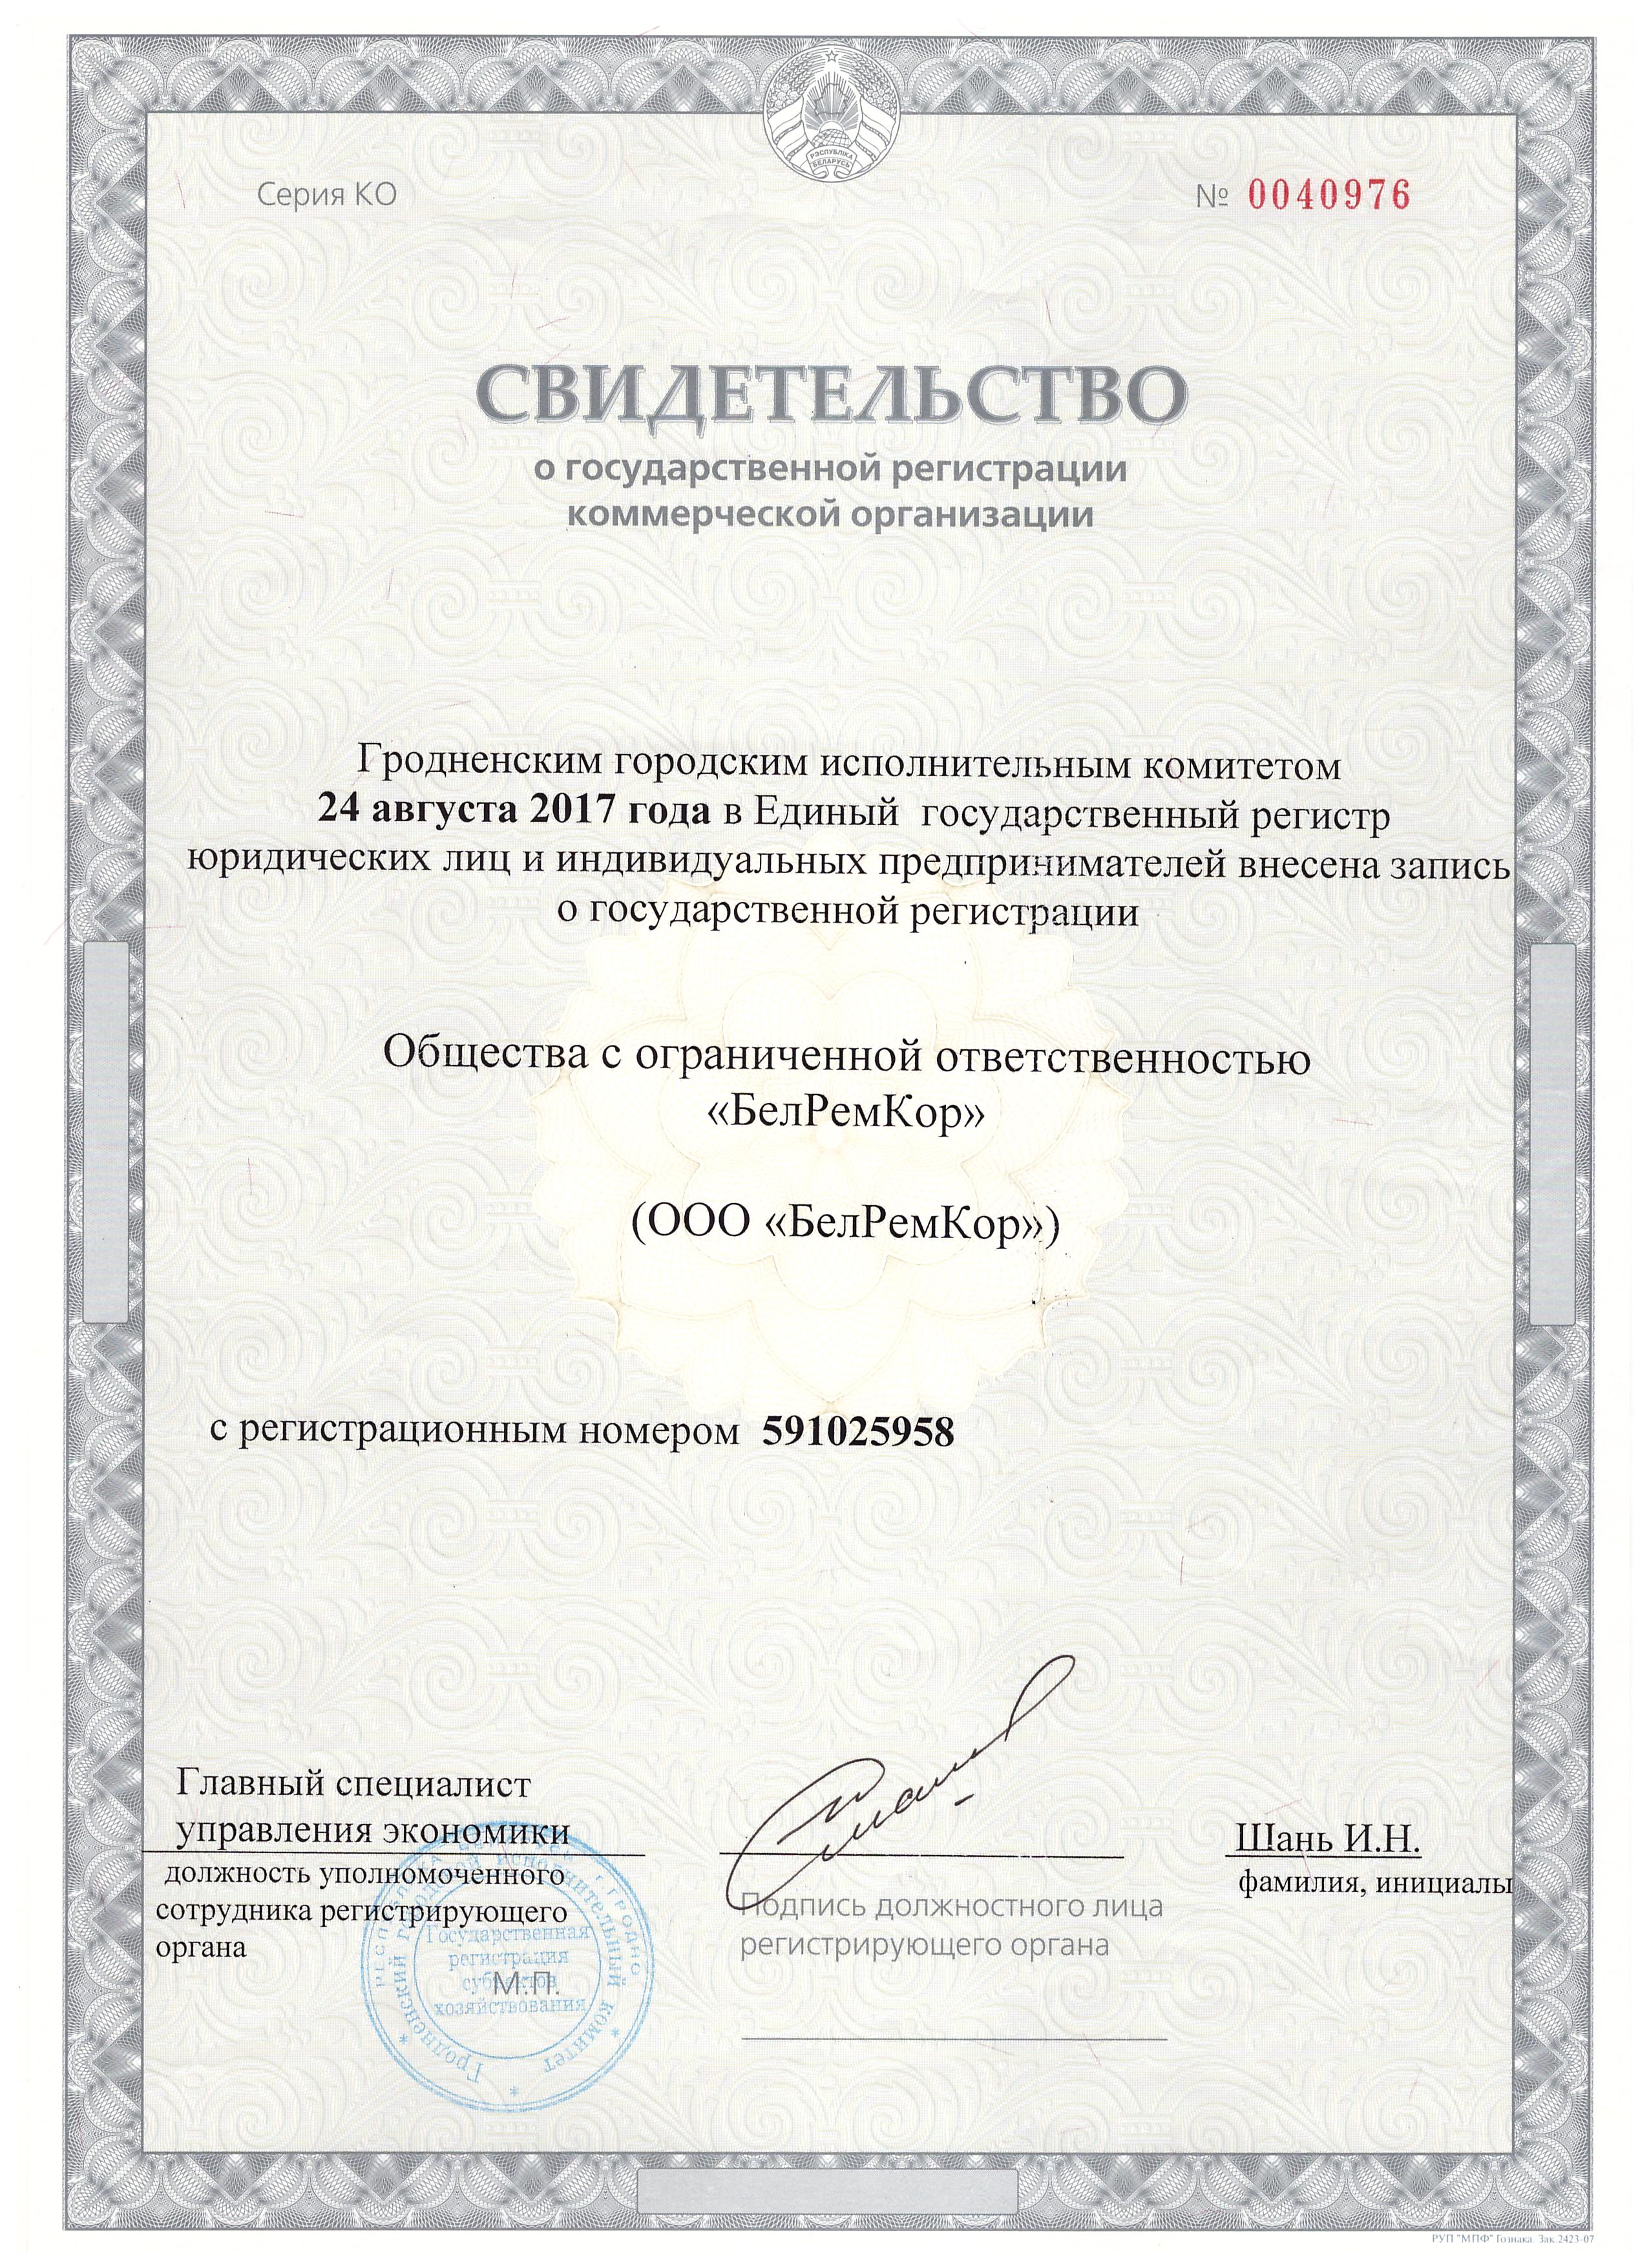 РЭСПУБЛІКА
БЕЛАРУСЬ
Серия КО
№ 0040976
СВИДЕТЕЛЬСТВО
о государственной регистрации
коммерческой организации
Гродненским городским исполнительным комитетом
24 августа 2017 года в Единый государственный регистр
юридических лиц и индивидуальных предпринимателей внесена запись
о государственной регистрации
Общества с ограниченной ответственностью
«БелРемКор»
(ООО «БелРемКор»)
с регистрационным номером 591025958
Главный специалист
управления экономики
должность уполномоченного
сотрудника регистрирующего
органа
М.П.
Подпись должностного лица
регистрирующего органа
Шань И.Н.
фамилия, инициалы
Гродненский городской исполнительный комитет
Государственная
регистрация
субъектов
хозяйствования
РУП "МПФ" Гознака. Зак. 2423-07